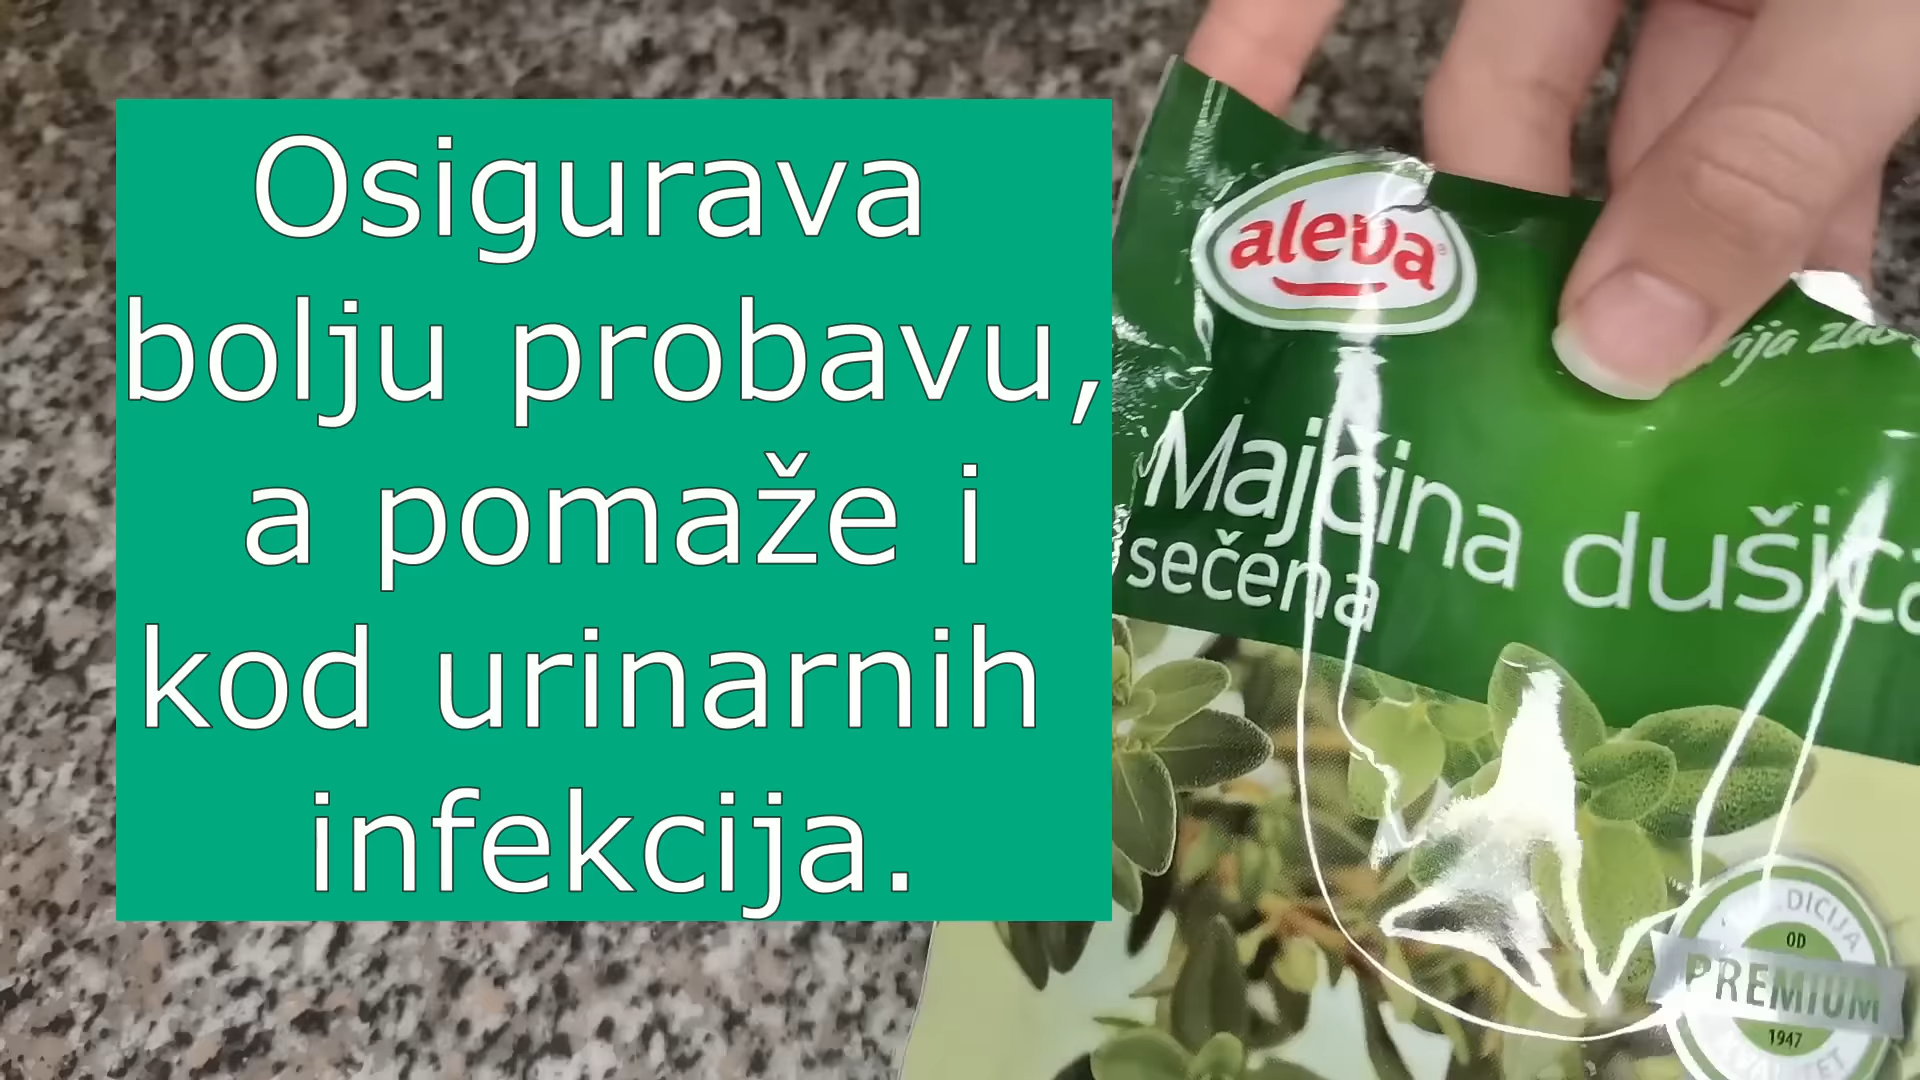 Osigurava
bolju probavu,
a pomaže i
kod urinarnih
infekcija.
aleva
Majčina dušica
sečena
OD
PREMIUM
1947